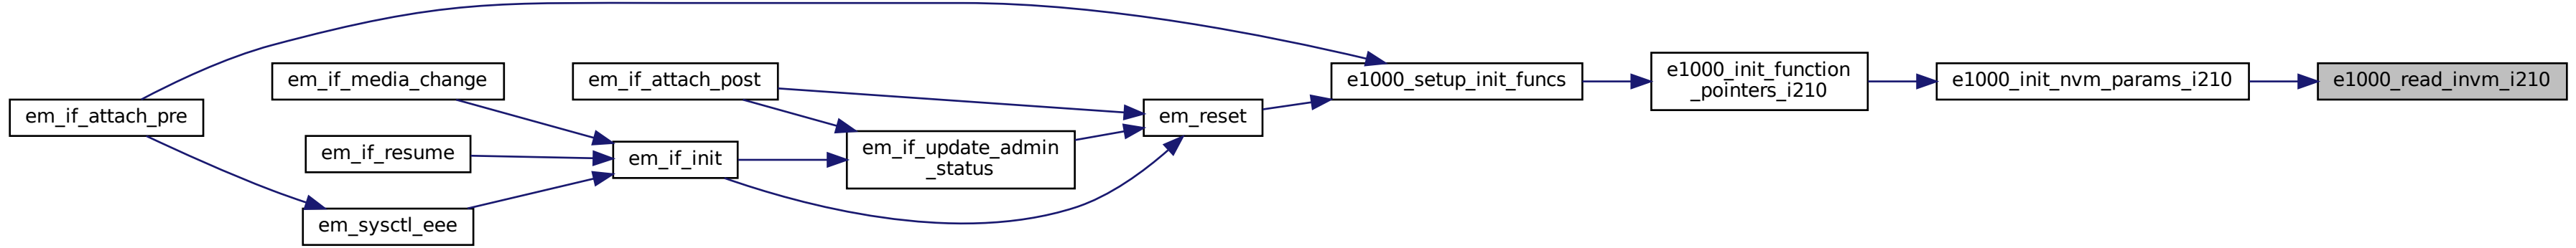 em_if_attach_pre
em_if_media_change
em_if_resume
em_sysctl_eee
em_if_attach_post
em_if_init
em_if_update_admin
_status
em_reset
e1000_setup_init_funcs
e1000_init_function
_pointers_i210
e1000_init_nvm_params_i210
e1000_read_invm_i210